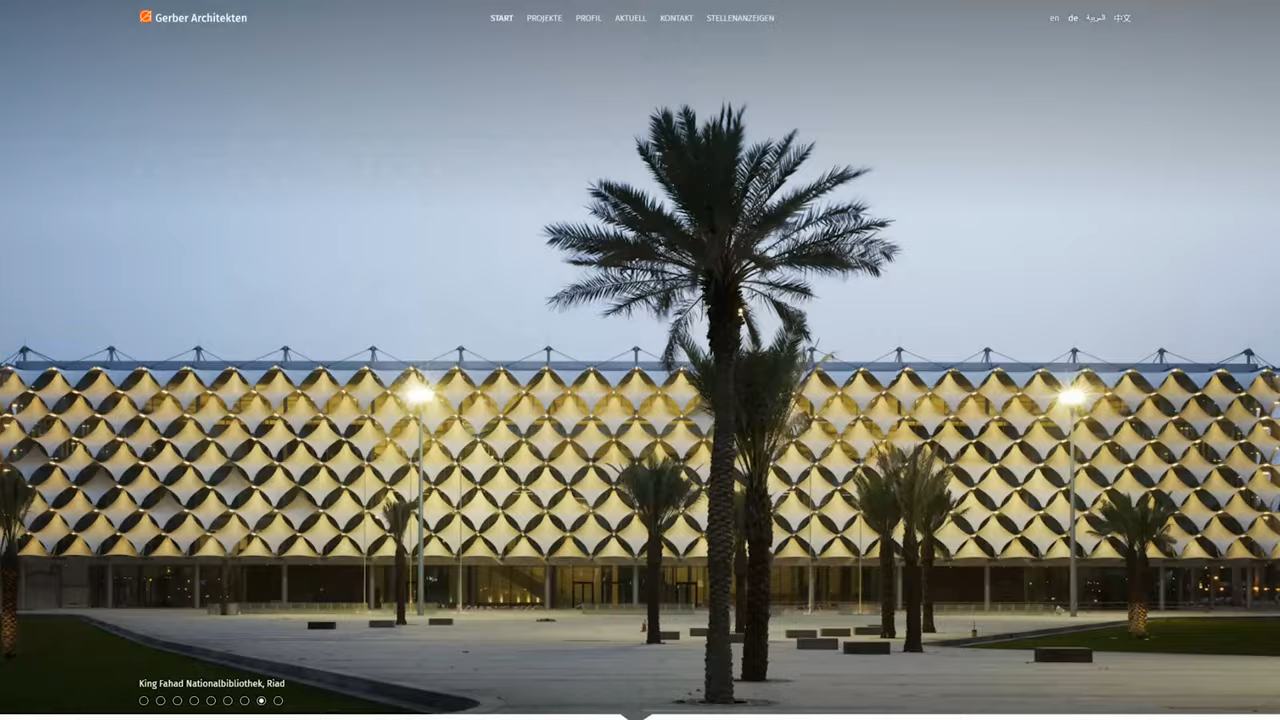 Gerber Architekten
START PROJEKTE PROFIL AKTUELL KONTAKT STELLENANZEIGEN
en de العربية 中文
King Fahad Nationalbibliothek, Riad